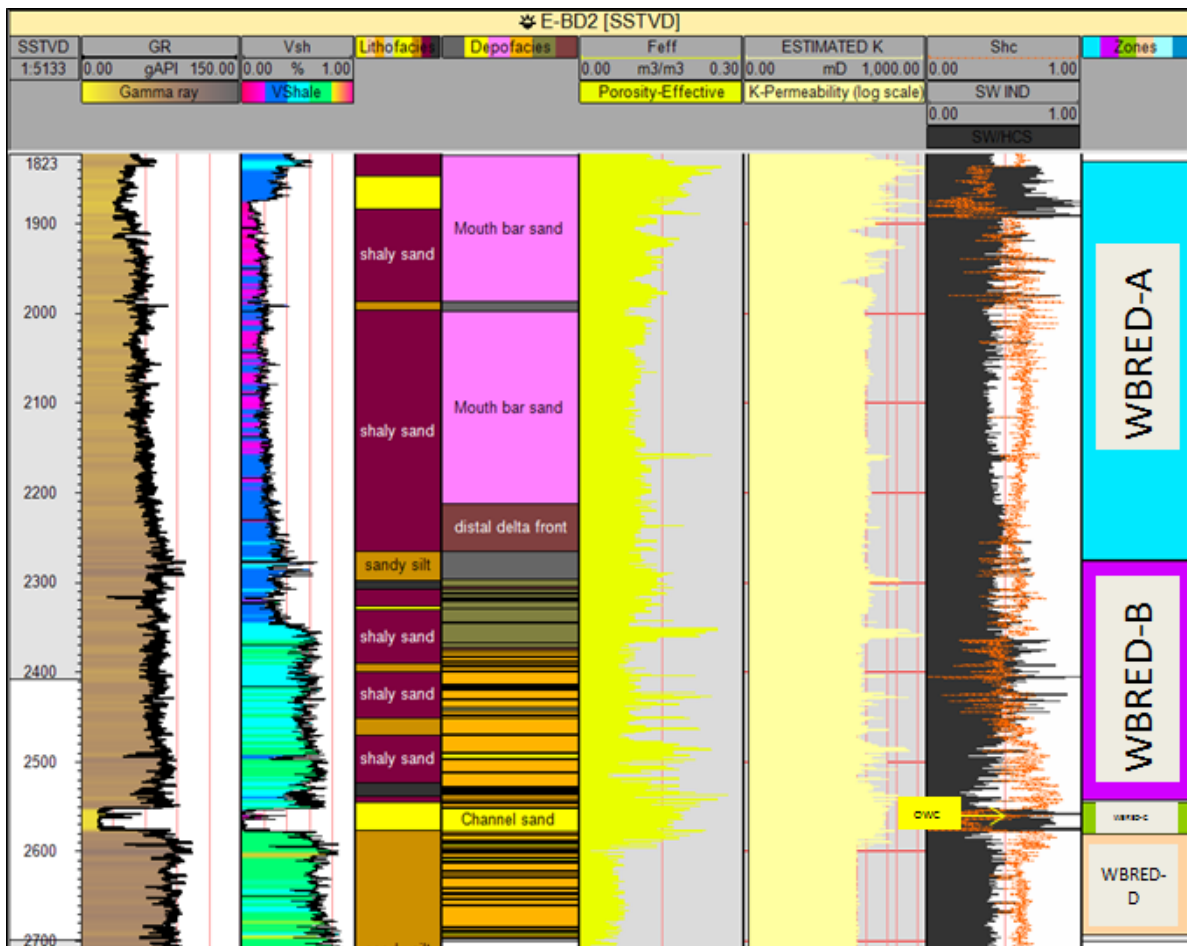 E-BD2 [SSTVD]
SSTVD GR Vsh Lithofacies Depofacies Feff ESTIMATED K Shc Zones
1:5133 0.00 gAPI 150.00 0.00 % 1.00 0.00 m3/m3 0.30 0.00 mD 1,000.00 0.00 1.00
Gamma ray VShale Porosity-Effective K-Permeability (log scale) SW IND
0.00 1.00
SW/HCS
1823
1900
Mouth bar sand
shaly sand
WBRED-A
2000
2100
Mouth bar sand
shaly sand
2200
distal delta front
sandy silt
2300
shaly sand
WBRED-B
2400
shaly sand
2500
shaly sand
OWC
Channel sand
WBRED-C
2600
WBRED-
D
2700